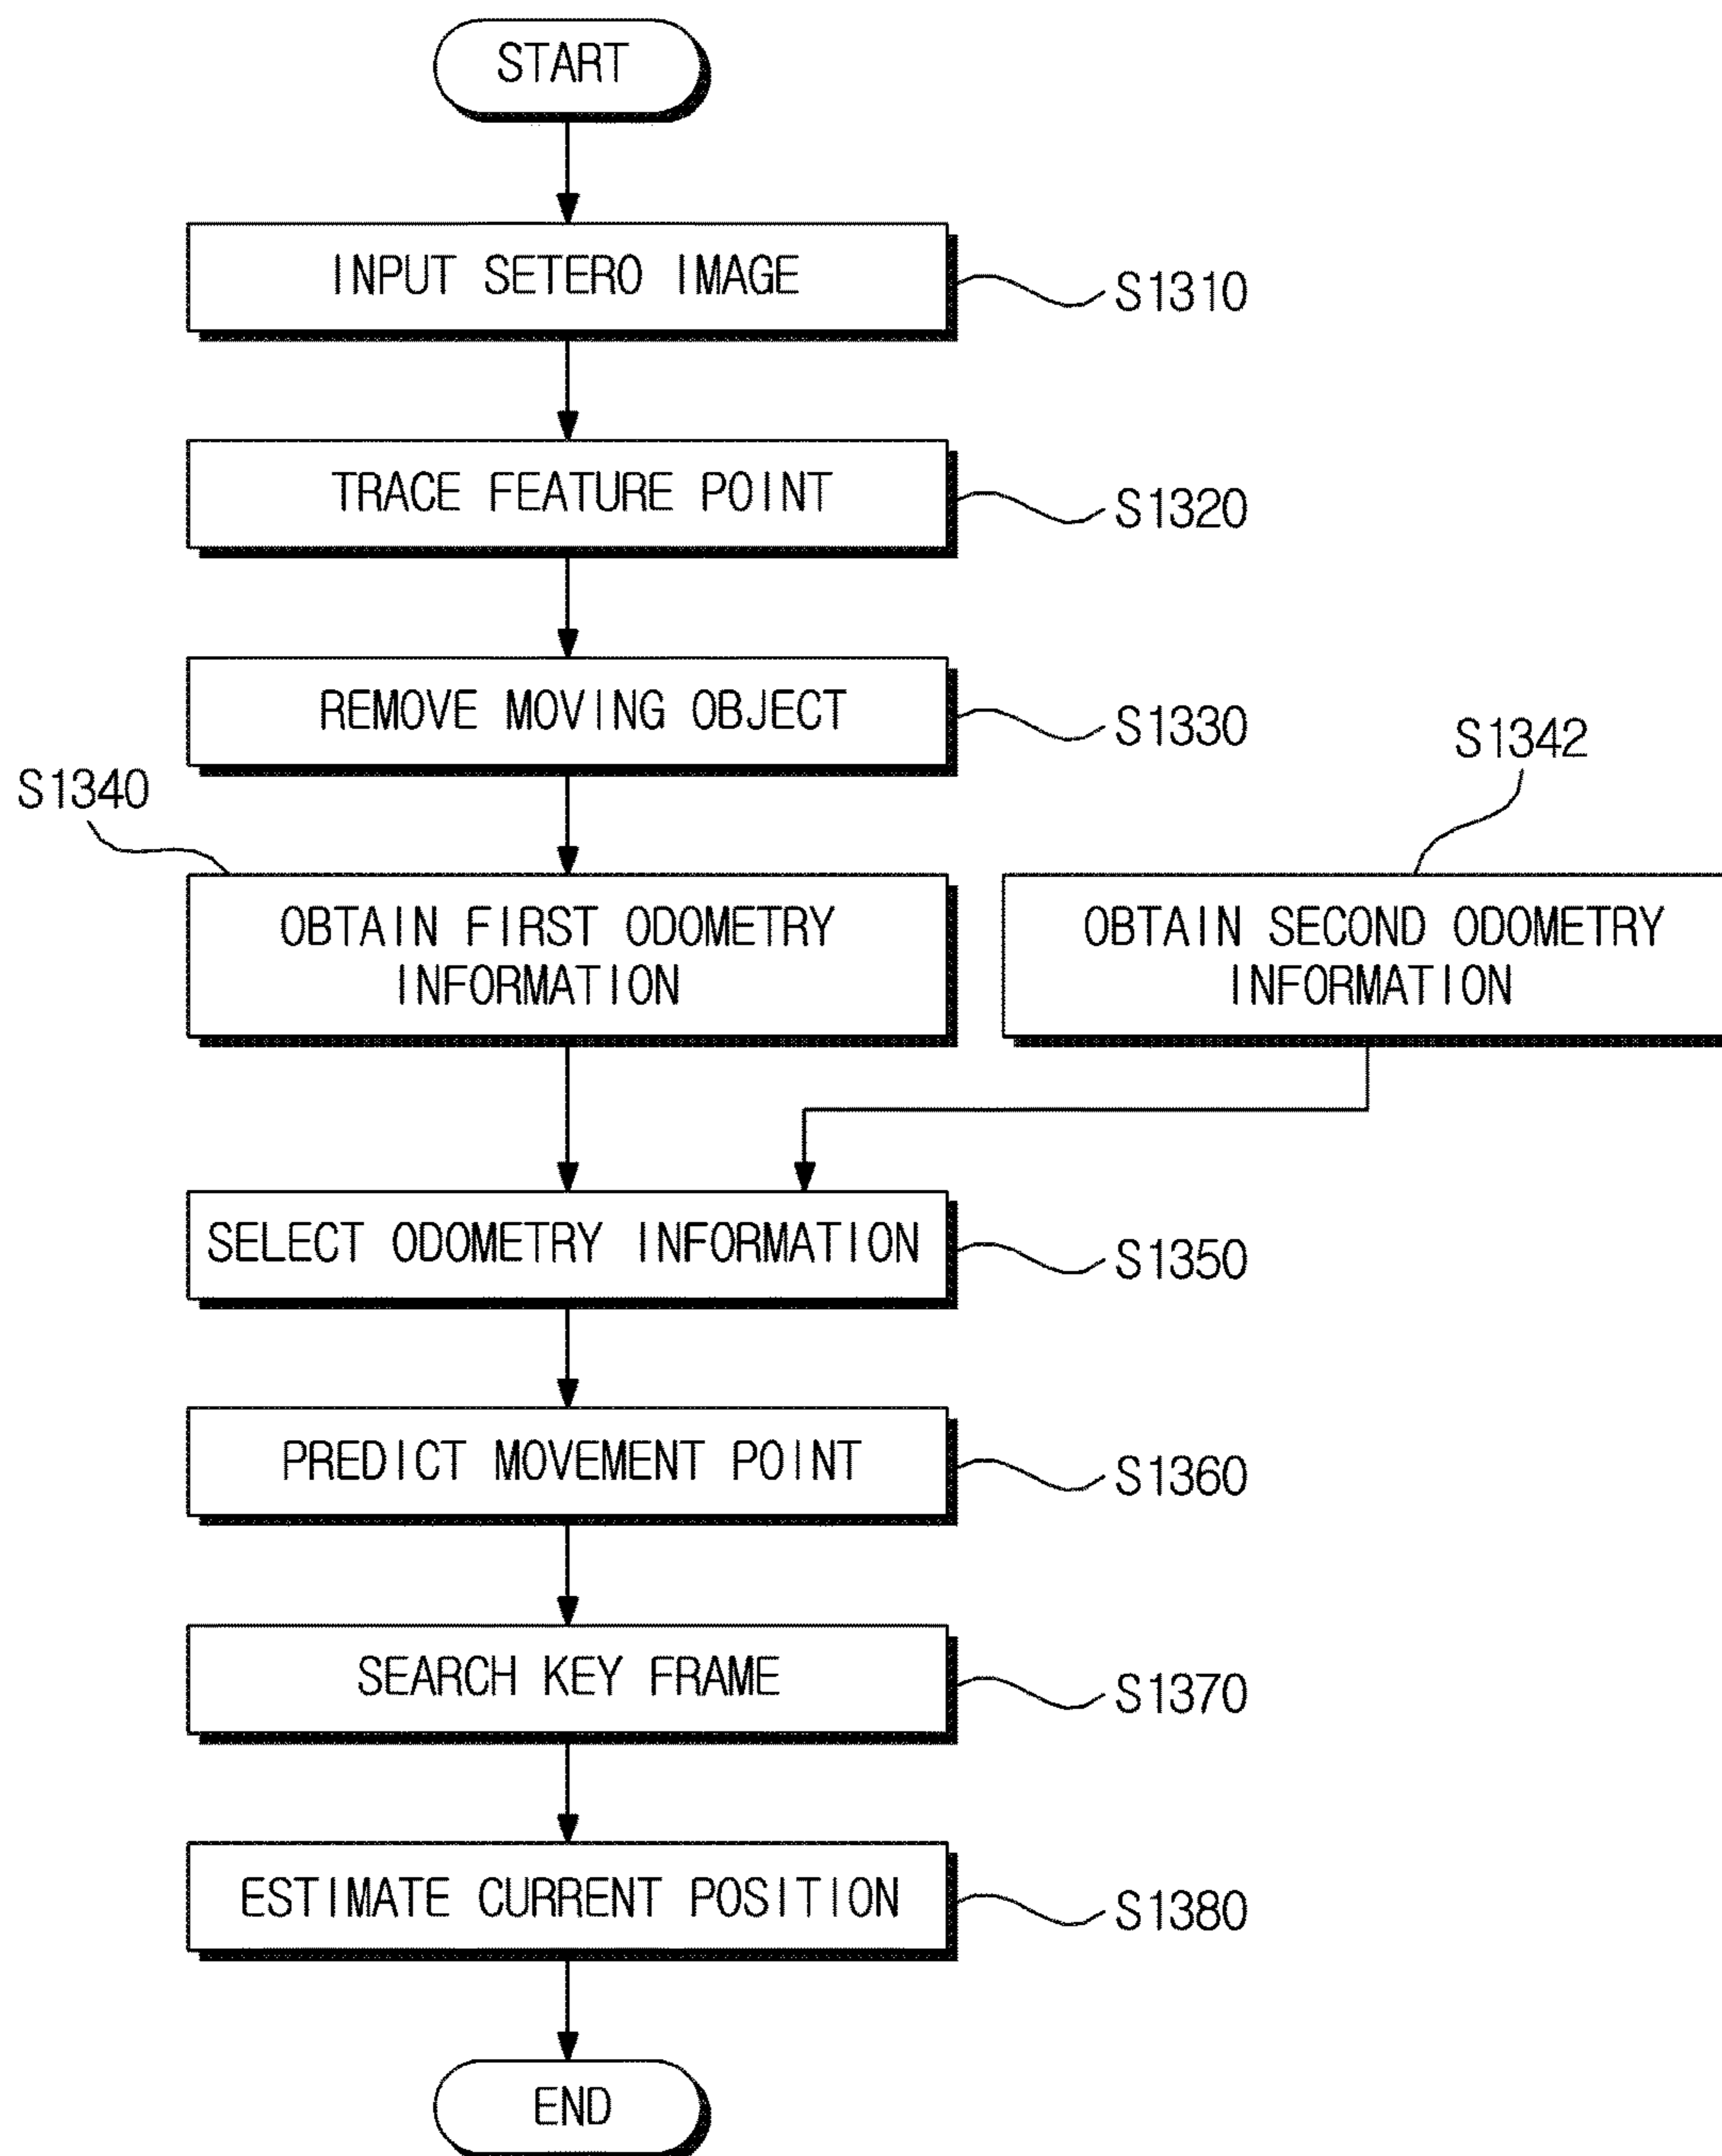 START
INPUT SETERO IMAGE
S1310
TRACE FEATURE POINT
S1320
REMOVE MOVING OBJECT
S1330
S1340
S1342
OBTAIN FIRST ODOMETRY
INFORMATION
OBTAIN SECOND ODOMETRY
INFORMATION
SELECT ODOMETRY INFORMATION
S1350
PREDICT MOVEMENT POINT
S1360
SEARCH KEY FRAME
S1370
ESTIMATE CURRENT POSITION
S1380
END